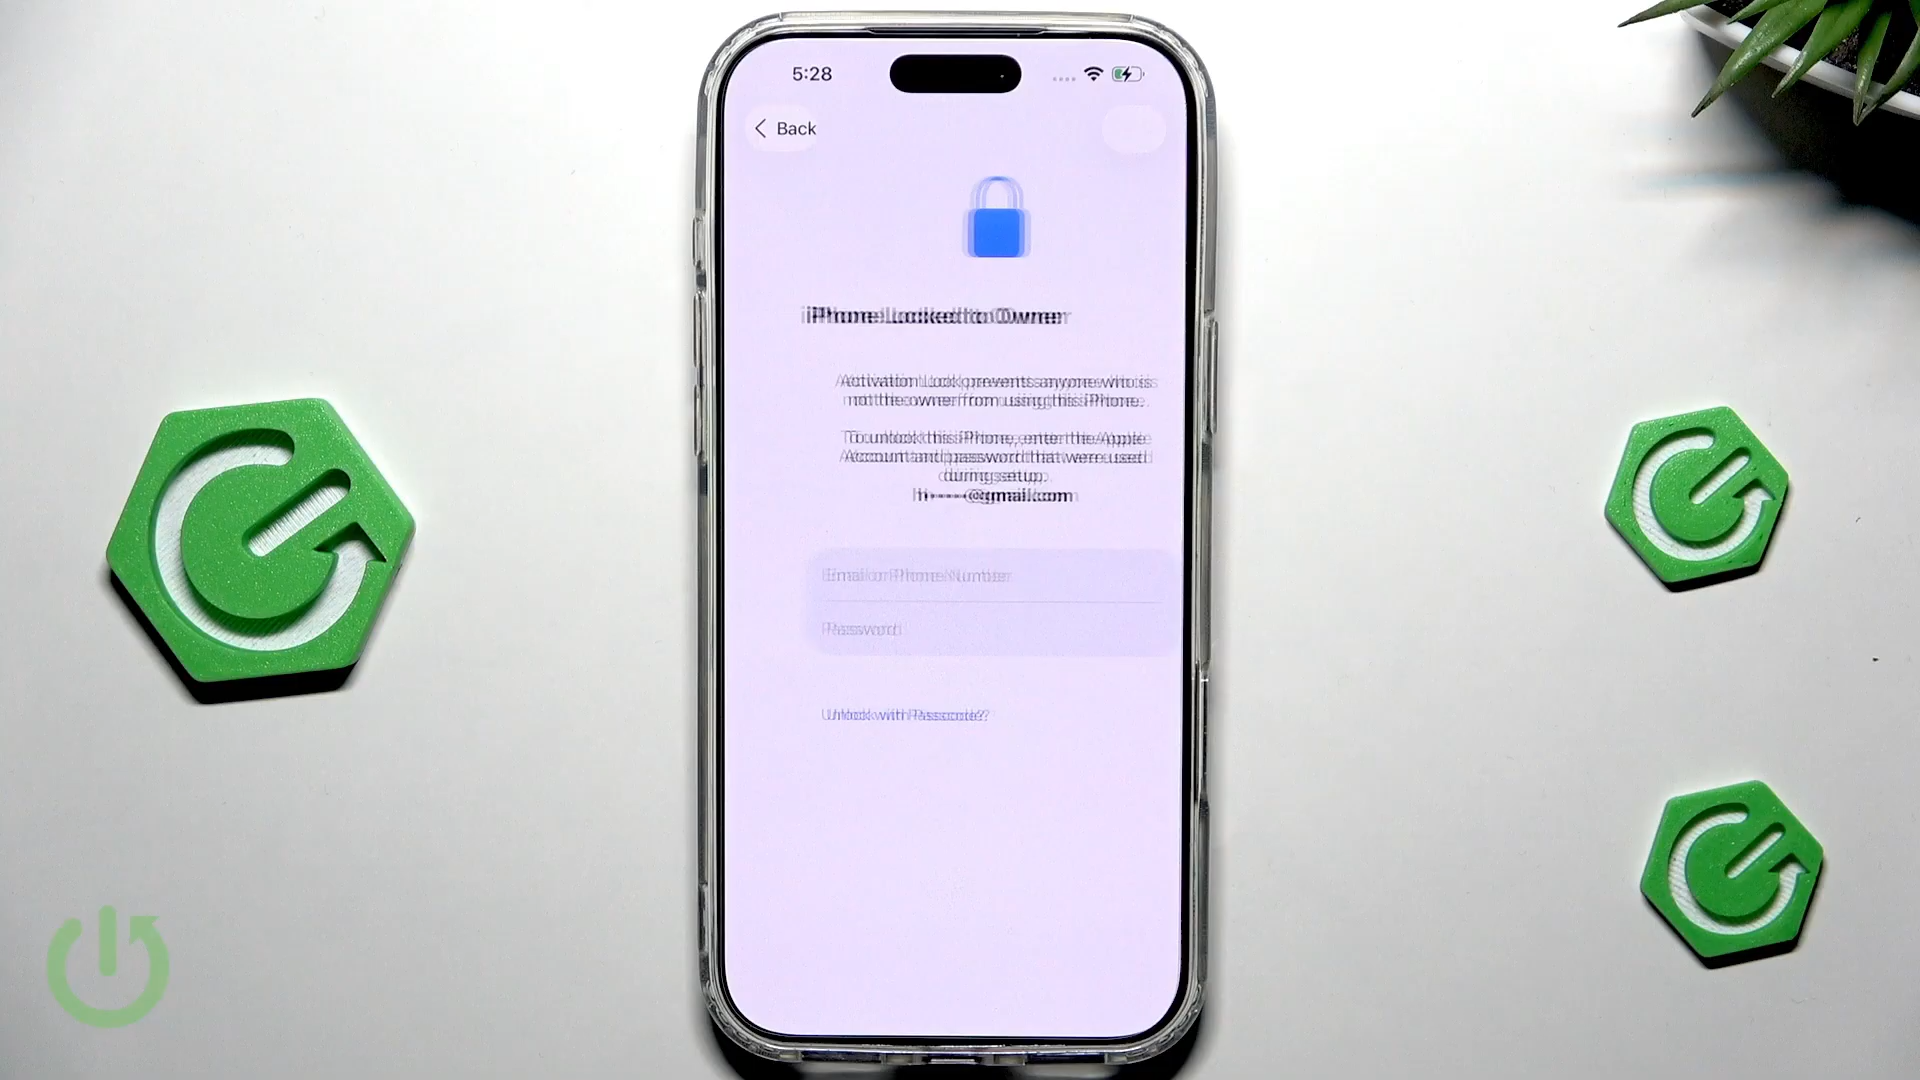 5:28
Back
iPhone Locked to Owner
Activation Lock prevents anyone who is
not the owner from using this iPhone.
To unlock this iPhone, enter the Apple
Account and password that were used
during setup.
h•••••@gmail.com
Email or Phone Number
Password
Unlock with Passcode?